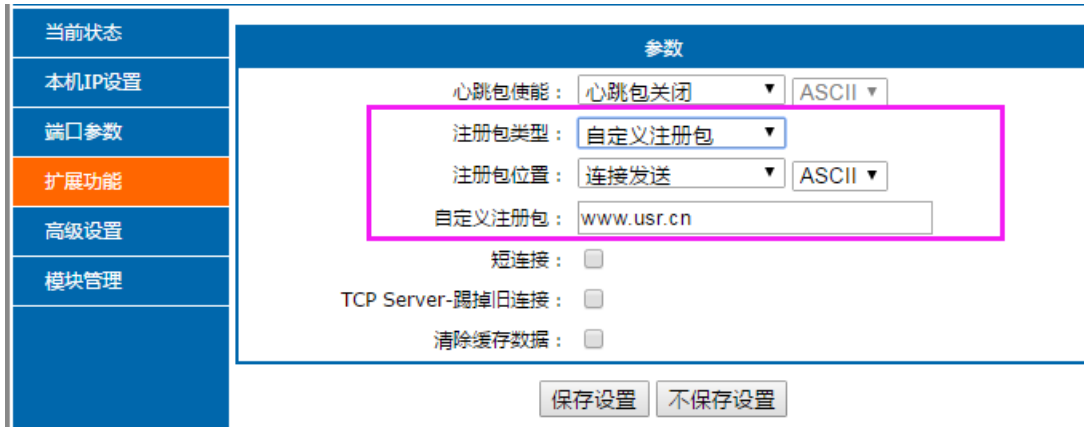 当前状态
本机IP设置
端口参数
扩展功能
高级设置
模块管理
参数
心跳包使能： 心跳包关闭 ASCII
注册包类型： 自定义注册包
注册包位置： 连接发送 ASCII
自定义注册包： www.usr.cn
短连接：
TCP Server-踢掉旧连接：
清除缓存数据：
保存设置 不保存设置